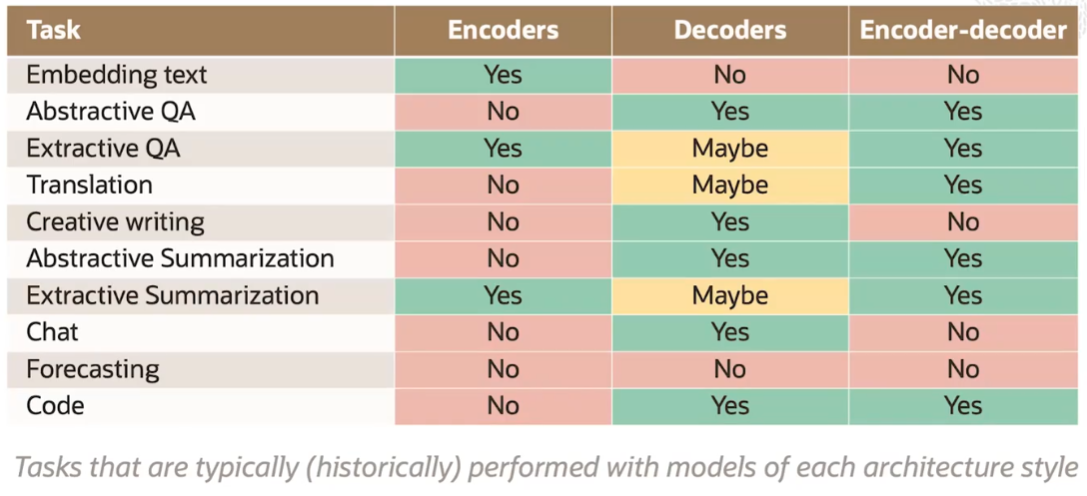 Task Encoders Decoders Encoder-decoder
Embedding text Yes No No
Abstractive QA No Yes Yes
Extractive QA Yes Maybe Yes
Translation No Maybe Yes
Creative writing No Yes No
Abstractive Summarization No Yes Yes
Extractive Summarization Yes Maybe Yes
Chat No Yes No
Forecasting No No No
Code No Yes Yes
Tasks that are typically (historically) performed with models of each architecture style